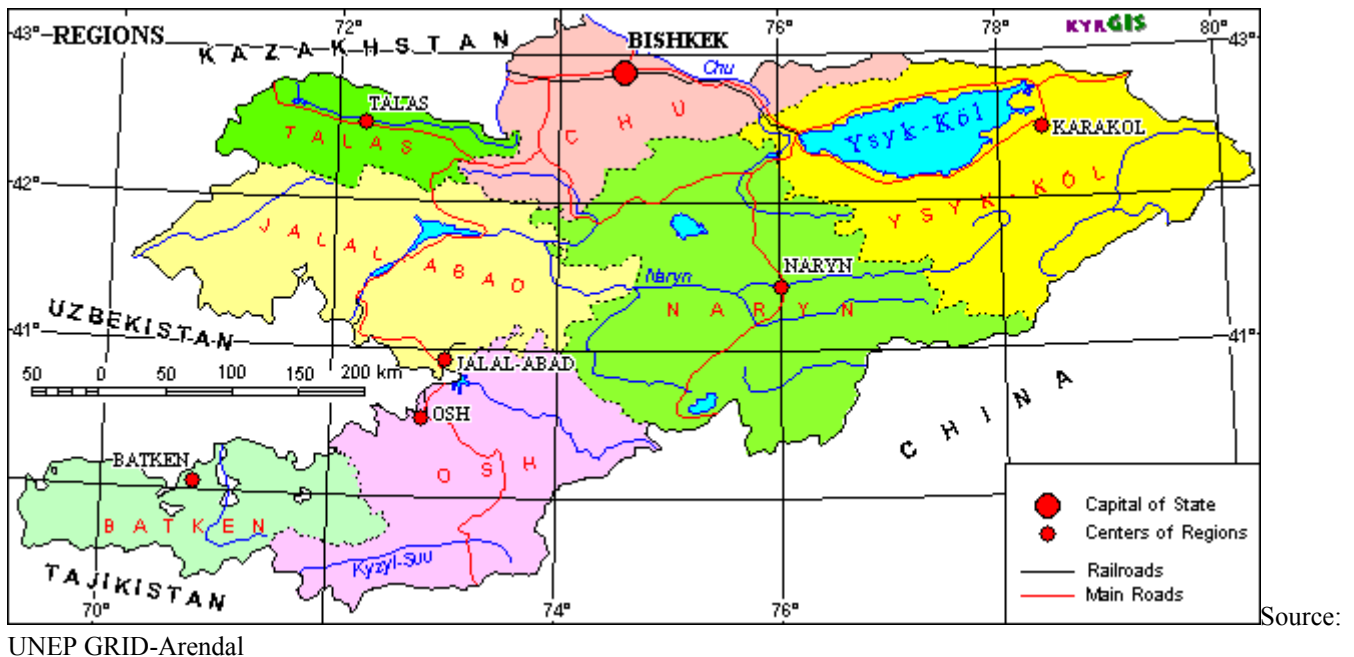 REGIONS
KYRGIS
43°
72°
76°
78°
80°
43°
KAZAKHSTAN
BISHKEK
Chu
TALAS
TALAS
CHU
Ysyk-Köl
KARAKOL
42°
42°
YSYK-KÖL
JALAL-ABAD
Naryn
NARYN
NARYN
UZBEKISTAN
41°
41°
JALAL-ABAD
50 0 50 100 150 200 km
OSH
CHINA
BATKEN
OSH
BATKEN
Kyzyl-Suu
TAJIKISTAN
70°
72°
74°
76°
78°
Capital of State
Centers of Regions
Railroads
Main Roads
Source:
UNEP GRID-Arendal